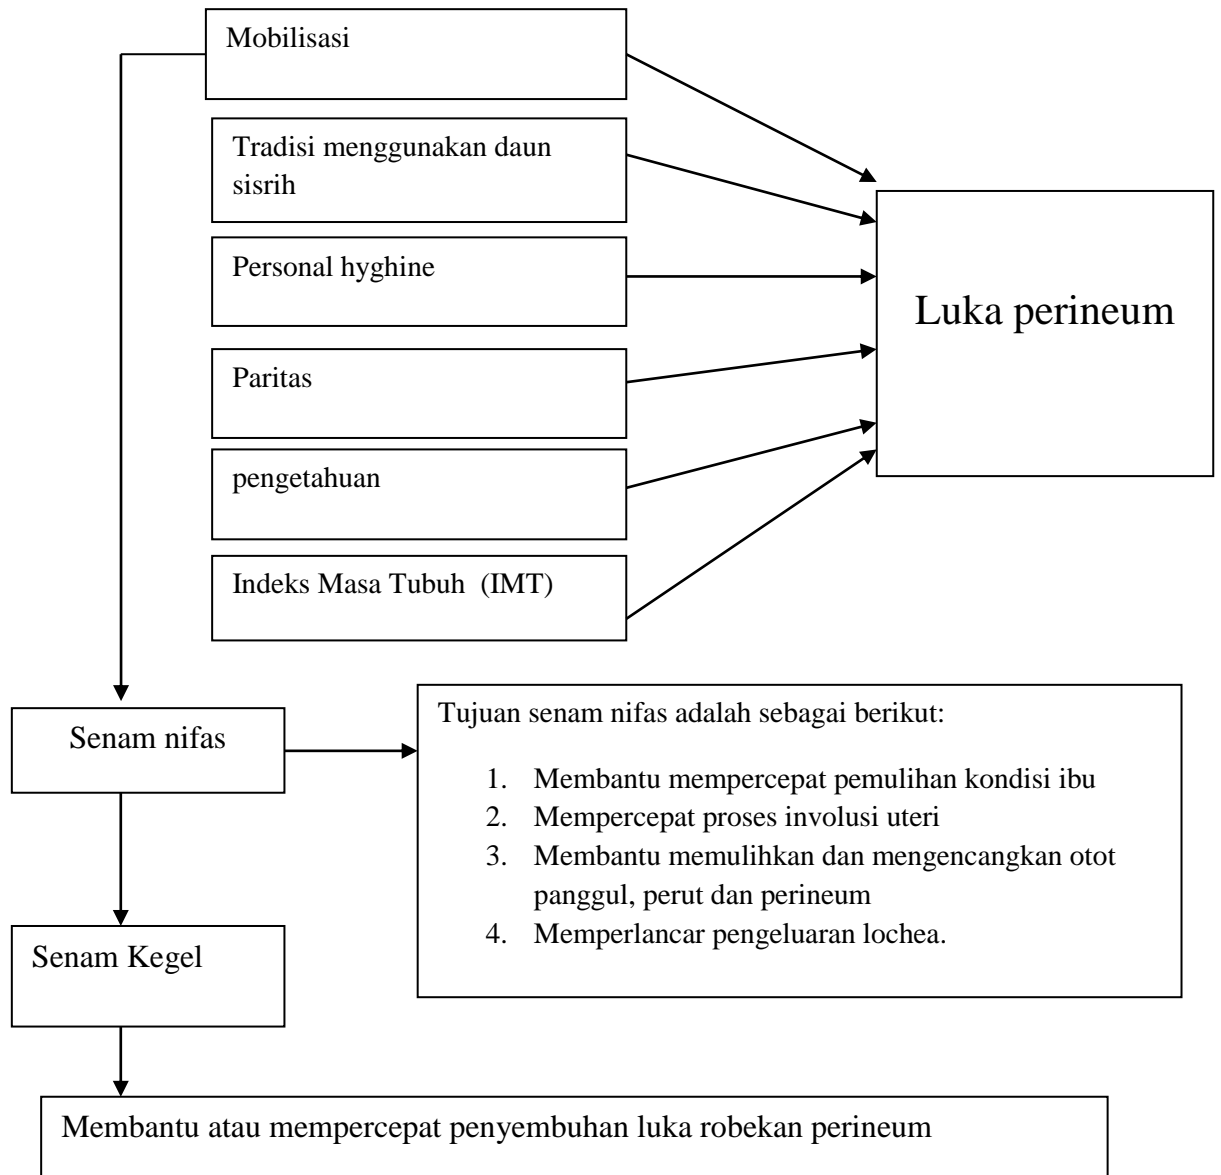 Mobilisasi
Tradisi menggunakan daun
sisrih
Personal hyghine
Luka perineum
Paritas
pengetahuan
Indeks Masa Tubuh  (IMT)
Senam nifas
Tujuan senam nifas adalah sebagai berikut:
1. Membantu mempercepat pemulihan kondisi ibu
2. Mempercepat proses involusi uteri
3. Membantu memulihkan dan mengencangkan otot
panggul, perut dan perineum
4. Memperlancar pengeluaran lochea.
Senam Kegel
Membantu atau mempercepat penyembuhan luka robekan perineum